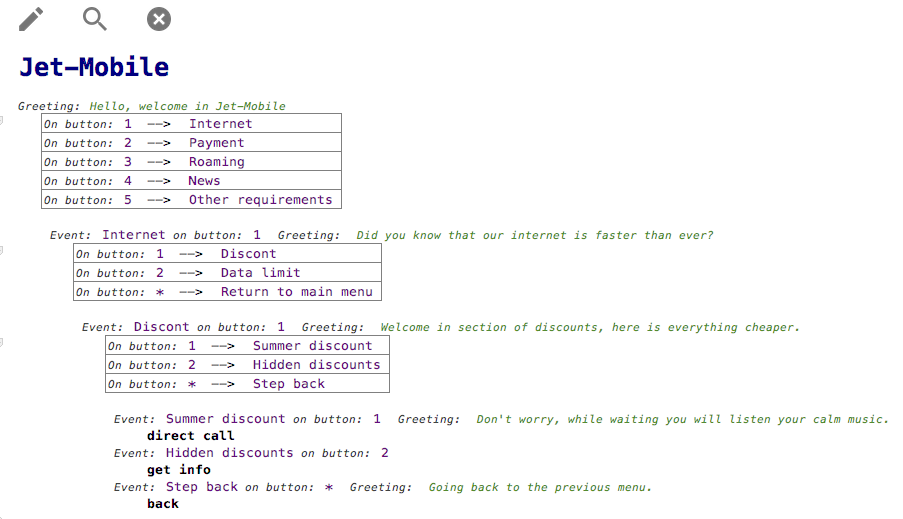 Jet-Mobile
Greeting: Hello, welcome in Jet-Mobile
On button: 1 --> Internet
On button: 2 --> Payment
On button: 3 --> Roaming
On button: 4 --> News
On button: 5 --> Other requirements
Event: Internet on button: 1 Greeting: Did you know that our internet is faster than ever?
On button: 1 --> Discont
On button: 2 --> Data limit
On button: * --> Return to main menu
Event: Discont on button: 1 Greeting: Welcome in section of discounts, here is everything cheaper.
On button: 1 --> Summer discount
On button: 2 --> Hidden discounts
On button: * --> Step back
Event: Summer discount on button: 1 Greeting: Don't worry, while waiting you will listen your calm music.
direct call
Event: Hidden discounts on button: 2
get info
Event: Step back on button: * Greeting: Going back to the previous menu.
back